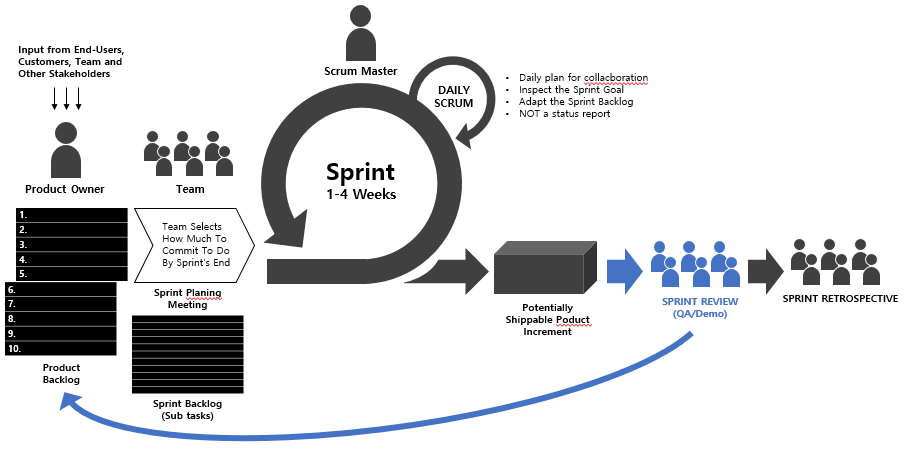 Input from End-Users,
Customers, Team and
Other Stakeholders
Product Owner
Team
Scrum Master
DAILY
SCRUM
• Daily plan for collacboration
• Inspect the Sprint Goal
• Adapt the Sprint Backlog
• NOT a status report
Sprint
1-4 Weeks
1.
2.
3.
4.
5.
6.
7.
8.
9.
10.
Product
Backlog
Team Selects
How Much To
Commit To Do
By Sprint's End
Sprint Planing
Meeting
Sprint Backlog
(Sub tasks)
Potentially
Shippable Poduct
Increment
SPRINT REVIEW
(QA/Demo)
SPRINT RETROSPECTIVE